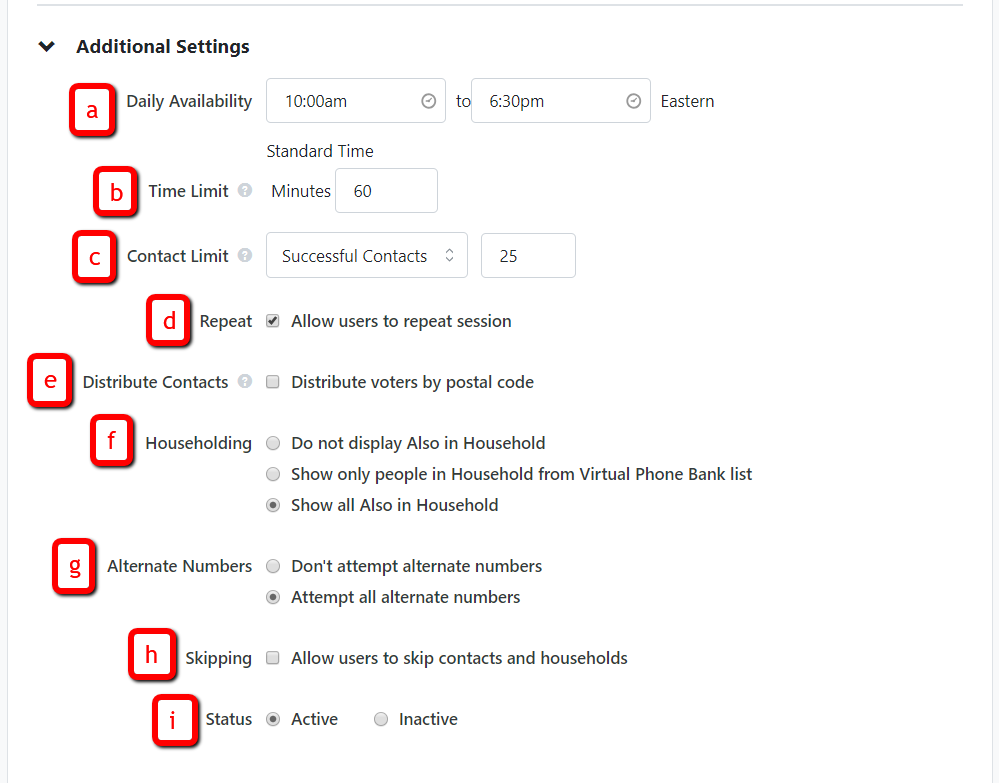 Additional Settings
a Daily Availability 10:00am to 6:30pm Eastern
Standard Time
b Time Limit ? Minutes 60
c Contact Limit ? Successful Contacts 25
d Repeat Allow users to repeat session
e Distribute Contacts ? Distribute voters by postal code
f Householding Do not display Also in Household
Show only people in Household from Virtual Phone Bank list
Show all Also in Household
g Alternate Numbers Don't attempt alternate numbers
Attempt all alternate numbers
h Skipping Allow users to skip contacts and households
i Status Active Inactive